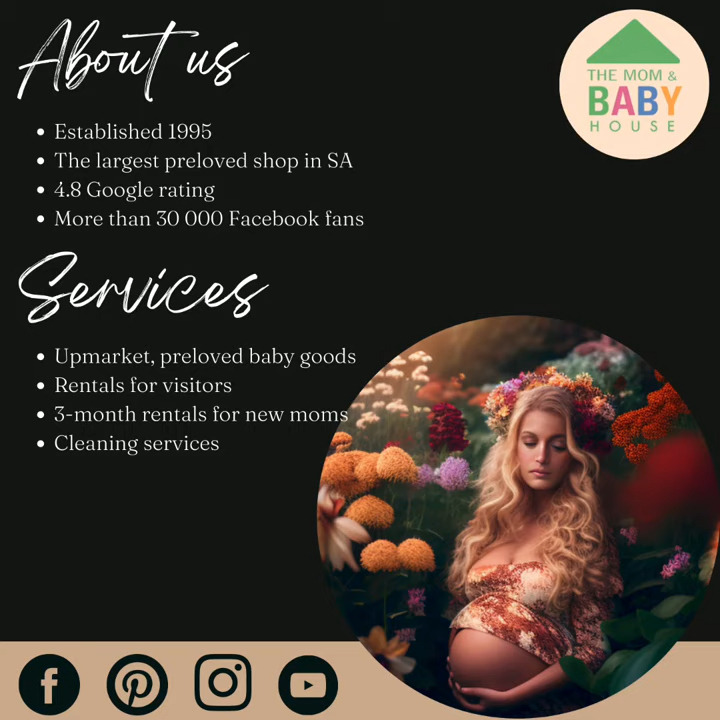 About us
• Established 1995
• The largest preloved shop in SA
• 4.8 Google rating
• More than 30 000 Facebook fans
Services
• Upmarket, preloved baby goods
• Rentals for visitors
• 3-month rentals for new moms
• Cleaning services
THE MOM &
BABY
HOUSE